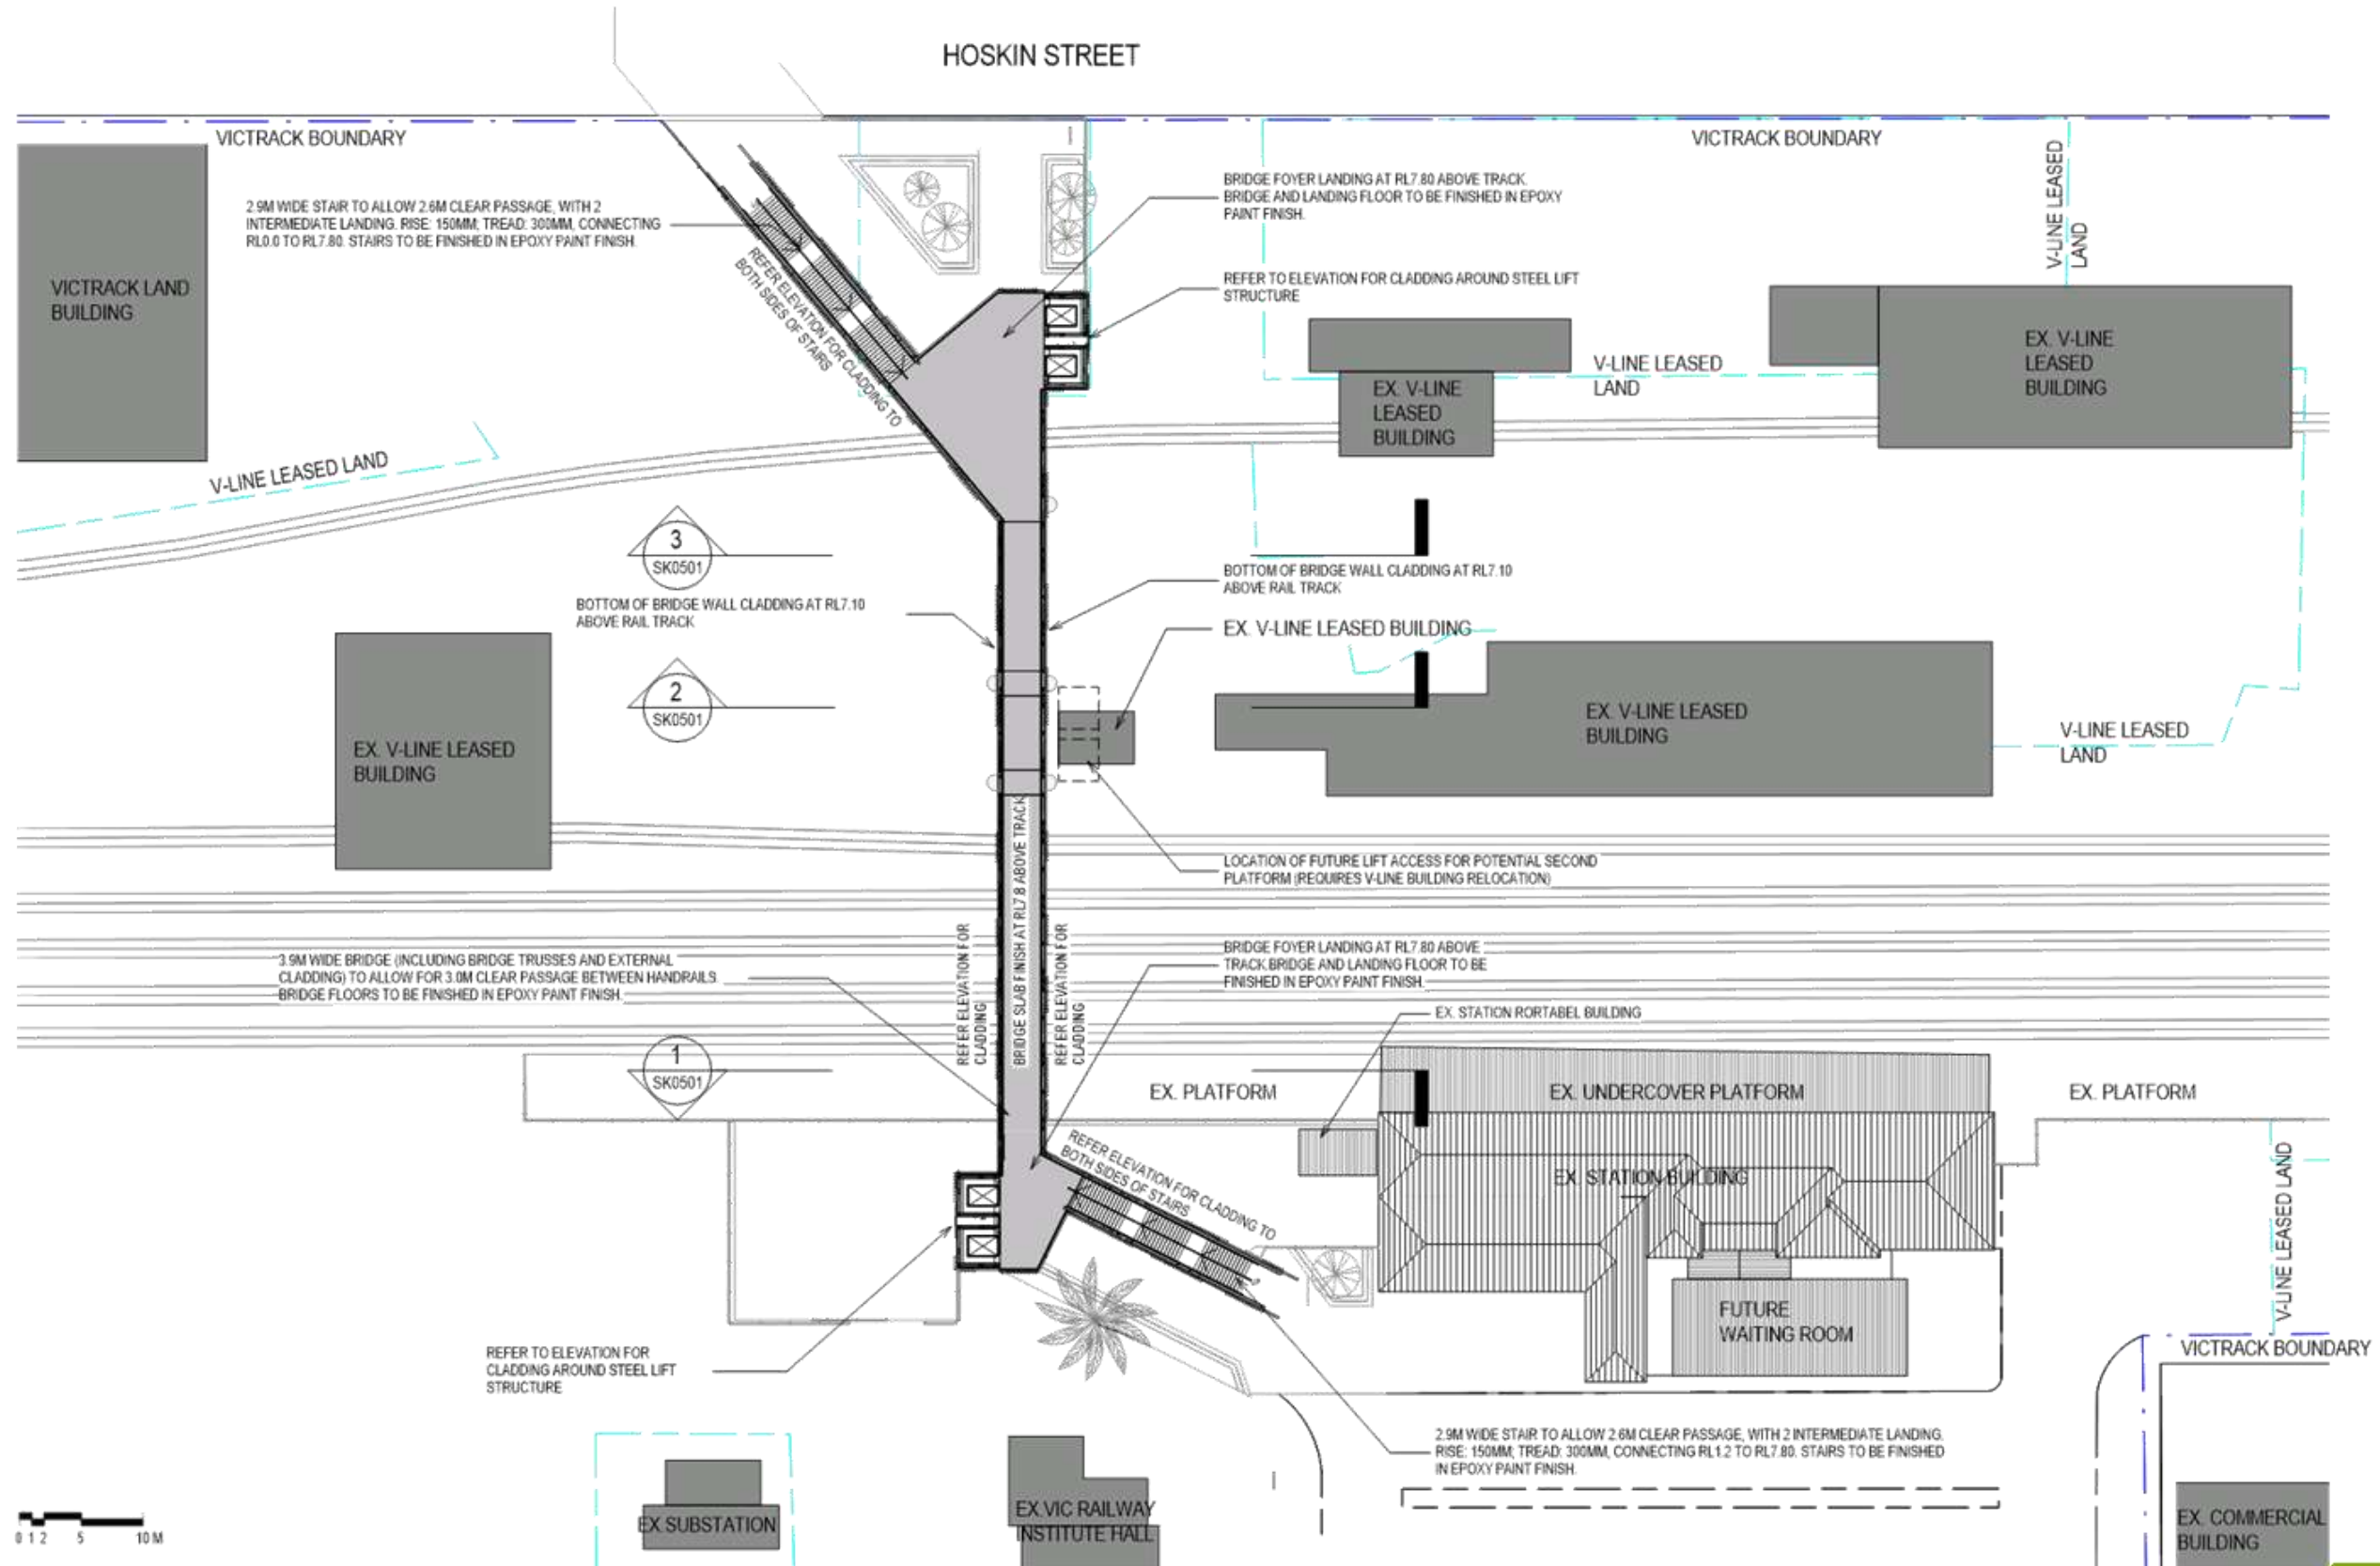 HOSKIN STREET
VICTRACK BOUNDARY
VICTRACK BOUNDARY
V-LINE LEASED
LAND
2.9M WIDE STAIR TO ALLOW 2.6M CLEAR PASSAGE, WITH 2
INTERMEDIATE LANDING. RISE: 150MM; TREAD: 300MM, CONNECTING
RL0.0 TO RL7.80. STAIRS TO BE FINISHED IN EPOXY PAINT FINISH.
BRIDGE FOYER LANDING AT RL7.80 ABOVE TRACK.
BRIDGE AND LANDING FLOOR TO BE FINISHED IN EPOXY
PAINT FINISH.
VICTRACK LAND
BUILDING
REFER ELEVATION FOR CLADDING TO
BOTH SIDES OF STAIRS
REFER TO ELEVATION FOR CLADDING AROUND STEEL LIFT
STRUCTURE
EX. V-LINE
LEASED
BUILDING
V-LINE LEASED
LAND
EX. V-LINE
LEASED
BUILDING
V-LINE LEASED LAND
3
SK0501
BOTTOM OF BRIDGE WALL CLADDING AT RL7.10
ABOVE RAIL TRACK
BOTTOM OF BRIDGE WALL CLADDING AT RL7.10
ABOVE RAIL TRACK
EX. V-LINE LEASED BUILDING
2
SK0501
EX. V-LINE LEASED
BUILDING
EX. V-LINE LEASED
BUILDING
V-LINE LEASED
LAND
LOCATION OF FUTURE LIFT ACCESS FOR POTENTIAL SECOND
PLATFORM (REQUIRES V-LINE BUILDING RELOCATION)
BRIDGE SLAB FINISH AT RL7.8 ABOVE TRACK
REFER ELEVATION FOR
CLADDING
REFER ELEVATION FOR
CLADDING
3.9M WIDE BRIDGE (INCLUDING BRIDGE TRUSSES AND EXTERNAL
CLADDING) TO ALLOW FOR 3.0M CLEAR PASSAGE BETWEEN HANDRAILS.
BRIDGE FLOORS TO BE FINISHED IN EPOXY PAINT FINISH.
BRIDGE FOYER LANDING AT RL7.80 ABOVE
TRACK.BRIDGE AND LANDING FLOOR TO BE
FINISHED IN EPOXY PAINT FINISH.
EX. STATION RORTABEL BUILDING
1
SK0501
EX. PLATFORM
EX. UNDERCOVER PLATFORM
EX. PLATFORM
REFER ELEVATION FOR CLADDING TO
BOTH SIDES OF STAIRS
EX. STATION BUILDING
V-LINE LEASED LAND
FUTURE
WAITING ROOM
VICTRACK BOUNDARY
REFER TO ELEVATION FOR
CLADDING AROUND STEEL LIFT
STRUCTURE
2.9M WIDE STAIR TO ALLOW 2.6M CLEAR PASSAGE, WITH 2 INTERMEDIATE LANDING.
RISE: 150MM; TREAD: 300MM, CONNECTING RL1.2 TO RL7.80. STAIRS TO BE FINISHED
IN EPOXY PAINT FINISH.
EX.SUBSTATION
EX.VIC RAILWAY
INSTITUTE HALL
EX. COMMERCIAL
BUILDING
0 1 2 5 10 M